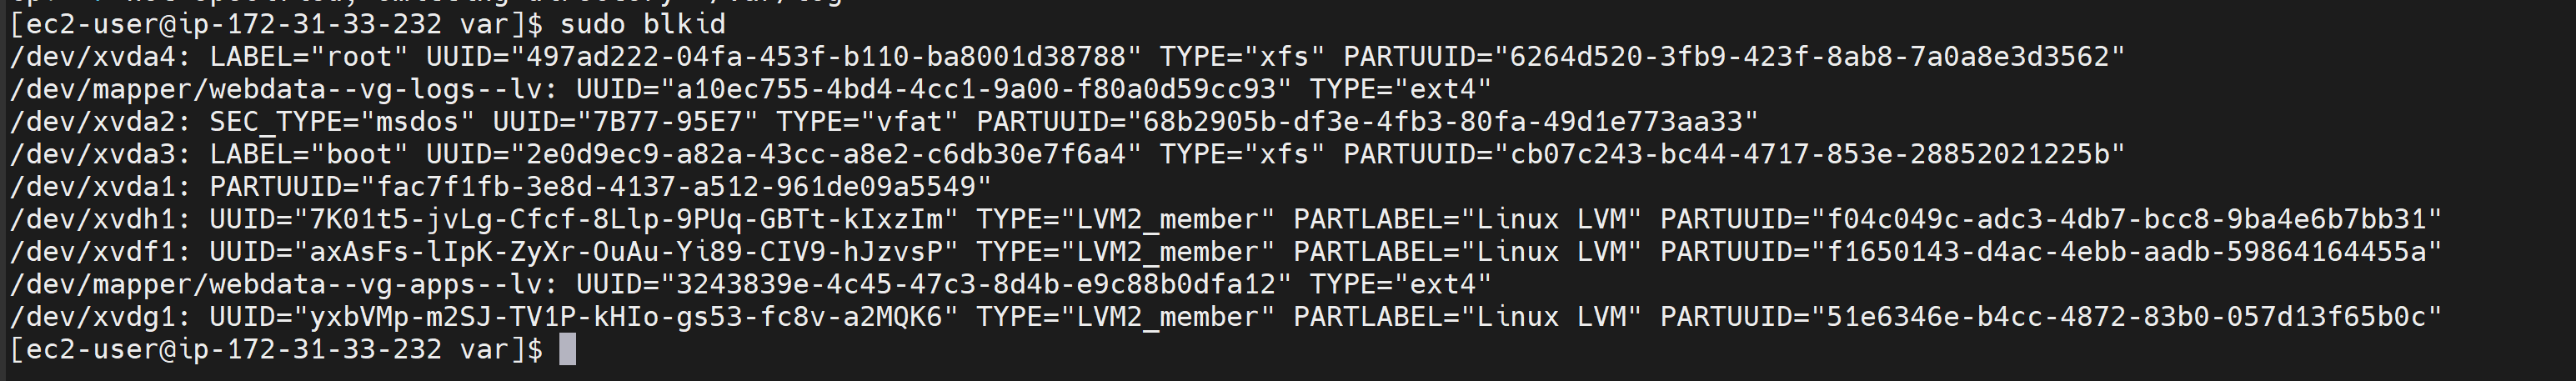 [ec2-user@ip-172-31-33-232 var]$ sudo blkid
/dev/xvda4: LABEL="root" UUID="497ad222-04fa-453f-b110-ba8001d38788" TYPE="xfs" PARTUUID="6264d520-3fb9-423f-8ab8-7a0a8e3d3562"
/dev/mapper/webdata--vg-logs--lv: UUID="a10ec755-4bd4-4cc1-9a00-f80a0d59cc93" TYPE="ext4"
/dev/xvda2: SEC_TYPE="msdos" UUID="7B77-95E7" TYPE="vfat" PARTUUID="68b2905b-df3e-4fb3-80fa-49d1e773aa33"
/dev/xvda3: LABEL="boot" UUID="2e0d9ec9-a82a-43cc-a8e2-c6db30e7f6a4" TYPE="xfs" PARTUUID="cb07c243-bc44-4717-853e-28852021225b"
/dev/xvda1: PARTUUID="fac7f1fb-3e8d-4137-a512-961de09a5549"
/dev/xvdh1: UUID="7K01t5-jvLg-Cfcf-8Llp-9PUq-GBTt-kIxzIm" TYPE="LVM2_member" PARTLABEL="Linux LVM" PARTUUID="f04c049c-adc3-4db7-bcc8-9ba4e6b7bb31"
/dev/xvdf1: UUID="axAsFs-lIpK-ZyXr-OuAu-Yi89-CIV9-hJzvsP" TYPE="LVM2_member" PARTLABEL="Linux LVM" PARTUUID="f1650143-d4ac-4ebb-aadb-59864164455a"
/dev/mapper/webdata--vg-apps--lv: UUID="3243839e-4c45-47c3-8d4b-e9c88b0dfa12" TYPE="ext4"
/dev/xvdg1: UUID="yxbVMp-m2SJ-TV1P-kHIo-gs53-fc8v-a2MQK6" TYPE="LVM2_member" PARTLABEL="Linux LVM" PARTUUID="51e6346e-b4cc-4872-83b0-057d13f65b0c"
[ec2-user@ip-172-31-33-232 var]$